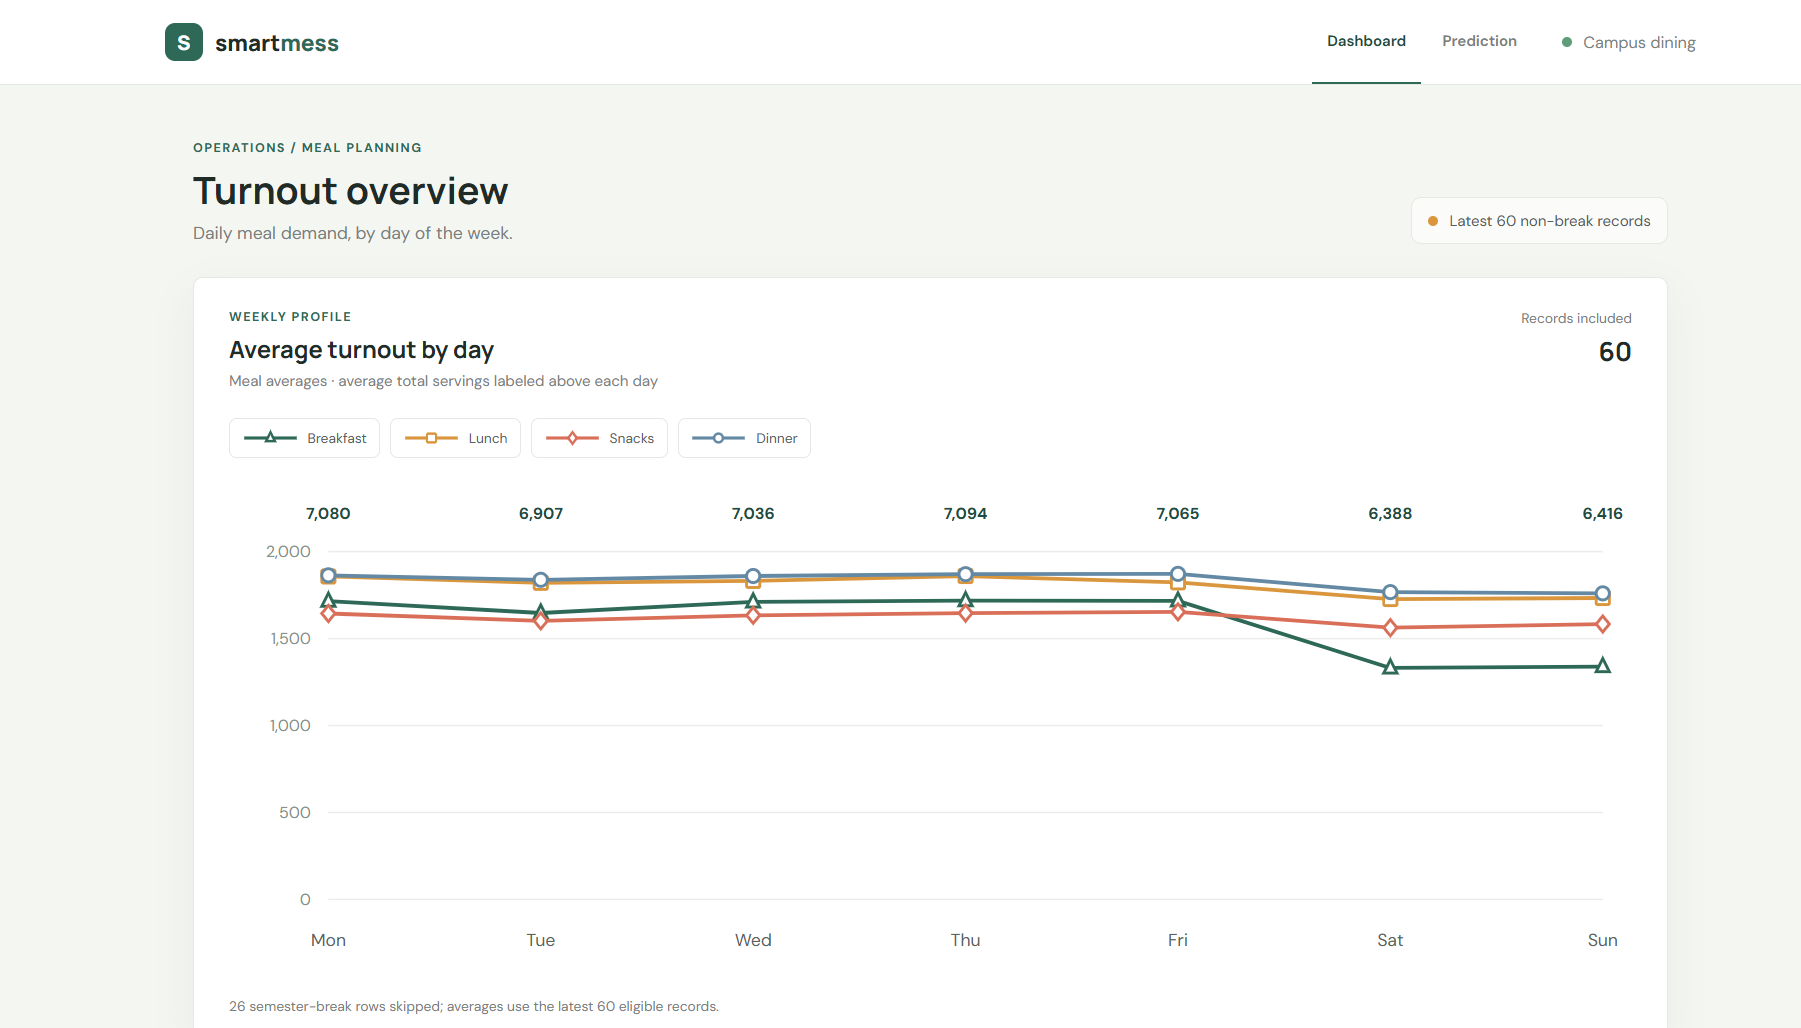 S smartmess
Dashboard Prediction Campus dining
OPERATIONS / MEAL PLANNING
Turnout overview
Daily meal demand, by day of the week.
Latest 60 non-break records
WEEKLY PROFILE
Average turnout by day
Meal averages · average total servings labeled above each day
Records included
60
Breakfast Lunch Snacks Dinner
7,080 6,907 7,036 7,094 7,065 6,388 6,416
2,000
1,500
1,000
500
0
Mon Tue Wed Thu Fri Sat Sun
26 semester-break rows skipped; averages use the latest 60 eligible records.